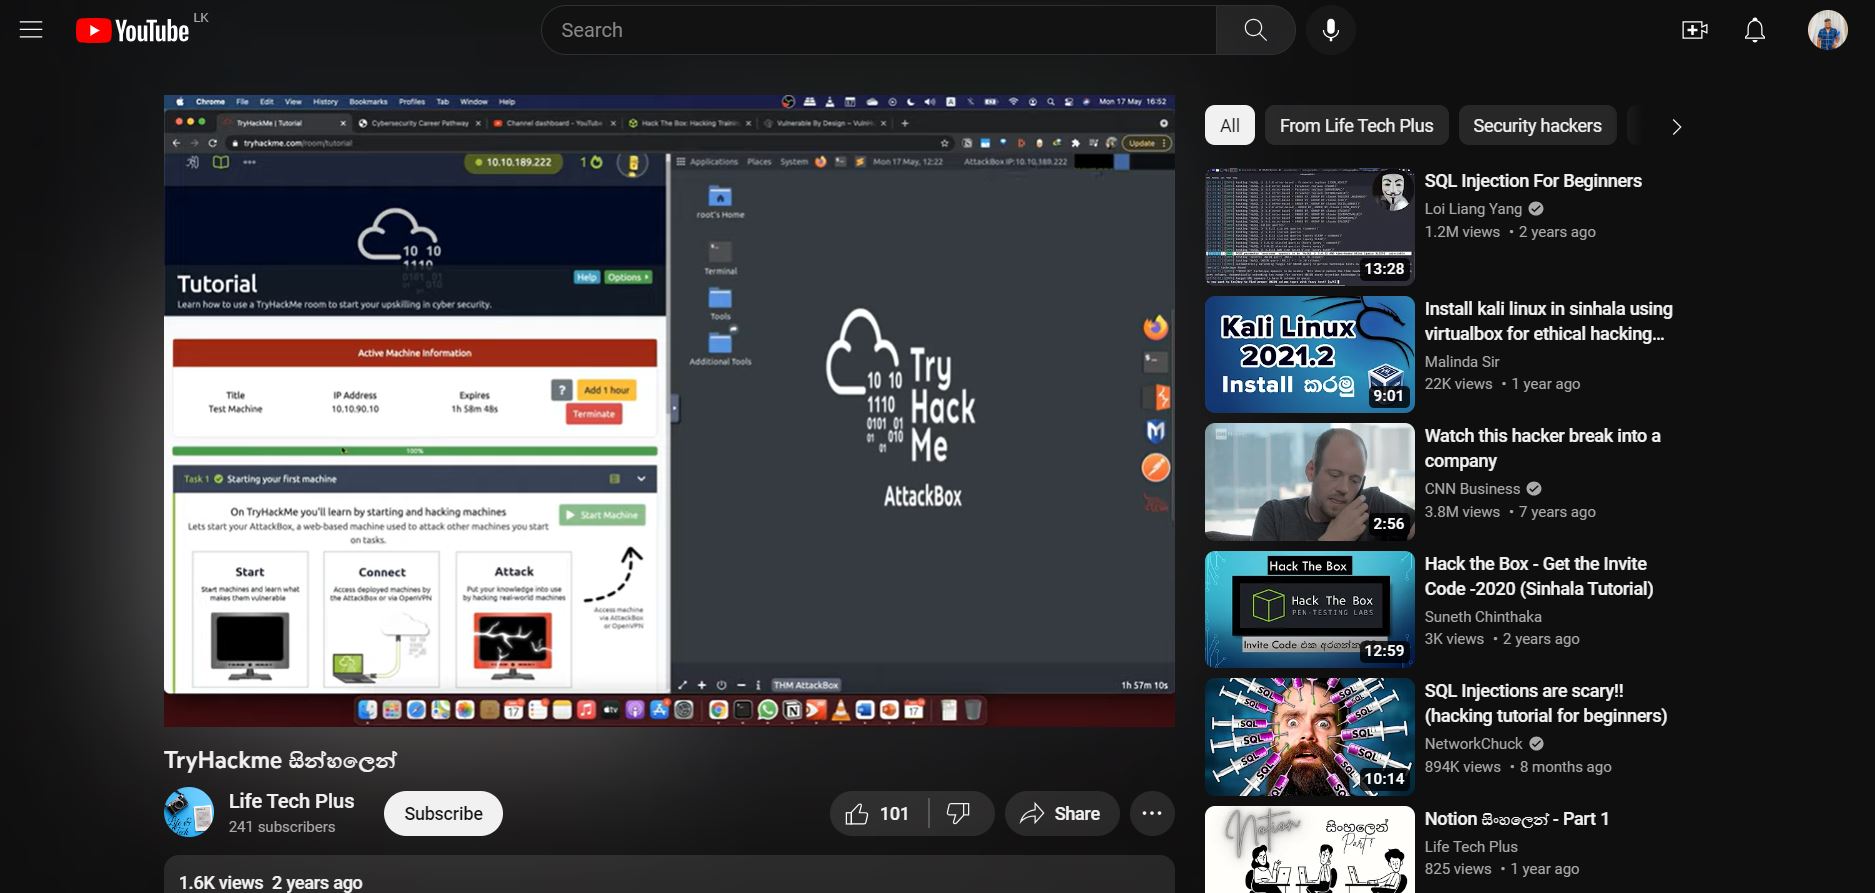 YouTube LK
Search
Chrome File Edit View History Bookmarks Profiles Tab Window Help
Mon 17 May 16:52
TryHackMe | Tutorial
Cybersecurity Career Pathway
Channel dashboard - YouTube
Hack The Box: Hacking Trainin
Vulnerable By Design - VulnH
tryhackme.com/room/tutorial
Update
10.10.189.222
1
Applications Places System
Mon 17 May, 12:22
AttackBox IP:10.10.189.222
root's Home
Terminal
Tools
Additional Tools
10 10
1110
0101 01
Tutorial
Help
Options
Learn how to use a TryHackMe room to start your upskilling in cyber security.
Active Machine Information
Title
Test Machine
IP Address
10.10.90.10
Expires
1h 58m 48s
?
Add 1 hour
Terminate
100%
Task 1 Starting your first machine
On TryHackMe you'll learn by starting and hacking machines
Start Machine
Lets start your AttackBox, a web-based machine used to attack other machines you start
on tasks.
Start
Start machines and learn what
makes them vulnerable
Connect
Access deployed machines by
the AttackBox or via OpenVPN
Attack
Put your knowledge into use
by hacking real-world machines
Access machine
via AttackBox
or OpenVPN
10 10
1110
0101 01
01 010
01
Try
Hack
Me
AttackBox
THM AttackBox
1h 57m 10s
TryHackme සින්හලෙන්
Life Tech Plus
241 subscribers
Subscribe
101
Share
1.6K views 2 years ago
All
From Life Tech Plus
Security hackers
13:28
SQL Injection For Beginners
Loi Liang Yang
1.2M views • 2 years ago
Kali Linux
2021.2
Install කරමු
9:01
Install kali linux in sinhala using
virtualbox for ethical hacking...
Malinda Sir
22K views • 1 year ago
2:56
Watch this hacker break into a
company
CNN Business
3.8M views • 7 years ago
Hack The Box
Hack The Box
PEN-TESTING LABS
12:59
Hack the Box - Get the Invite
Code -2020 (Sinhala Tutorial)
Suneth Chinthaka
3K views • 2 years ago
SQL
SQL
SQL
SQL
10:14
SQL Injections are scary!!
(hacking tutorial for beginners)
NetworkChuck
894K views • 8 months ago
Notion සිංහලෙන්
Part 1
Notion සිංහලෙන් - Part 1
Life Tech Plus
825 views • 1 year ago